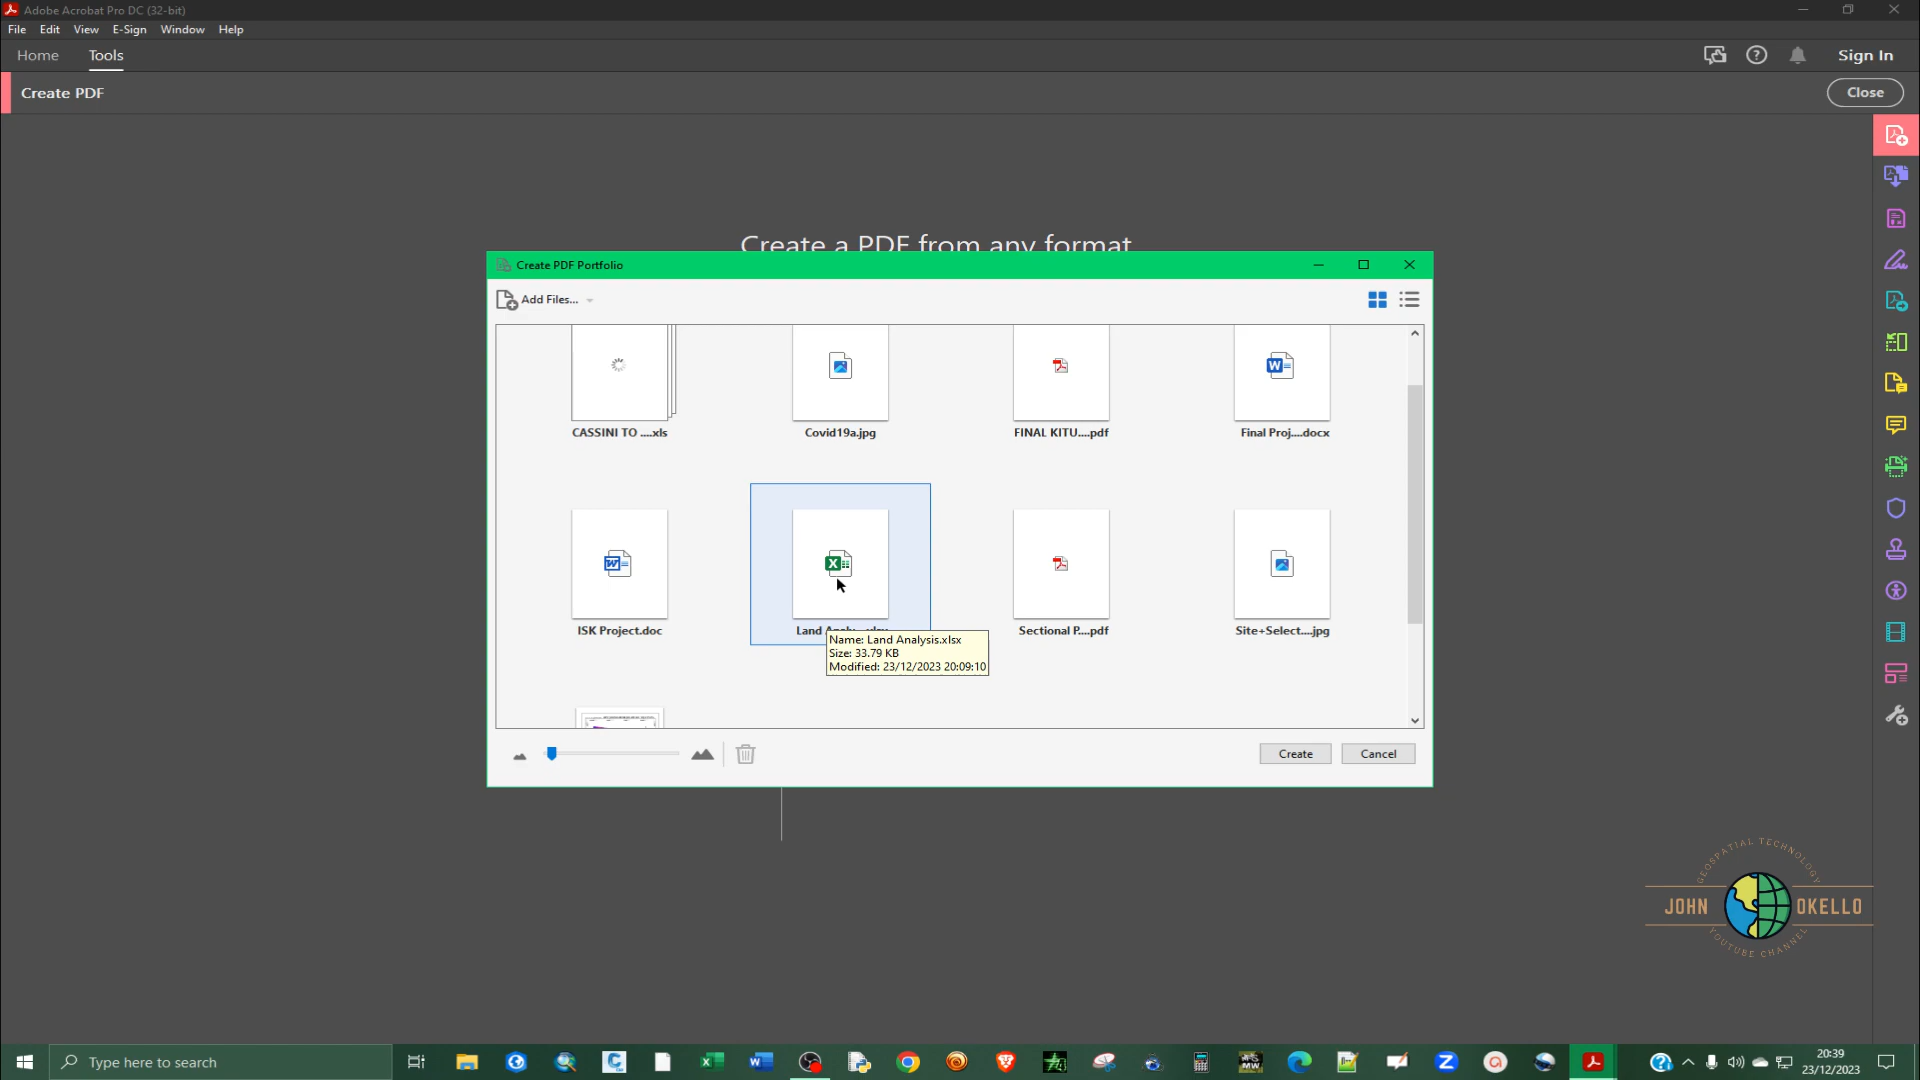 Adobe Acrobat Pro DC (32-bit)
File Edit View E-Sign Window Help
Home Tools
Sign In
Create PDF
Close
Create a PDF from any format
Create PDF Portfolio
Add Files...
CASSINI TO ....xls
Covid19a.jpg
FINAL KITU....pdf
Final Proj....docx
ISK Project.doc
Name: Land Analysis.xlsx
Size: 33.79 KB
Modified: 23/12/2023 20:09:10
Sectional P....pdf
Site+Select....jpg
Create
Cancel
GEOSPATIAL TECHNOLOGY
JOHN OKELLO
YOUTUBE CHANNEL
Type here to search
20:39
23/12/2023